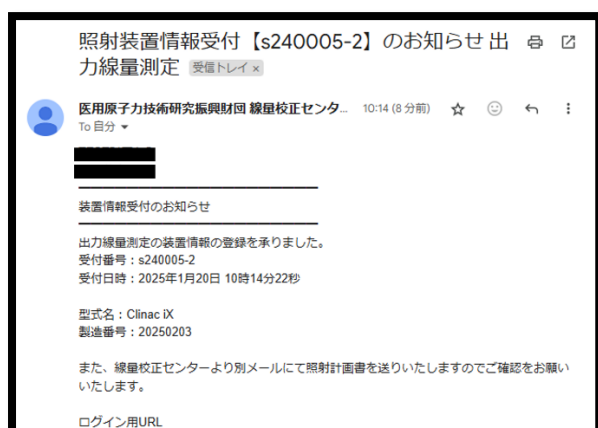 照射装置情報受付【s240005-2】のお知らせ 出
力線量測定 受信トレイ ×
医用原子力技術研究振興財団 線量校正センタ... 10:14 (8 分前)
To 自分
装置情報受付のお知らせ
出力線量測定の装置情報の登録を承りました。
受付番号：s240005-2
受付日時：2025年1月20日 10時14分22秒
型式名：Clinac iX
製造番号：20250203
また、線量校正センターより別メールにて照射計画書を送りいたしますのでご確認をお願い
いたします。
ログイン用URL